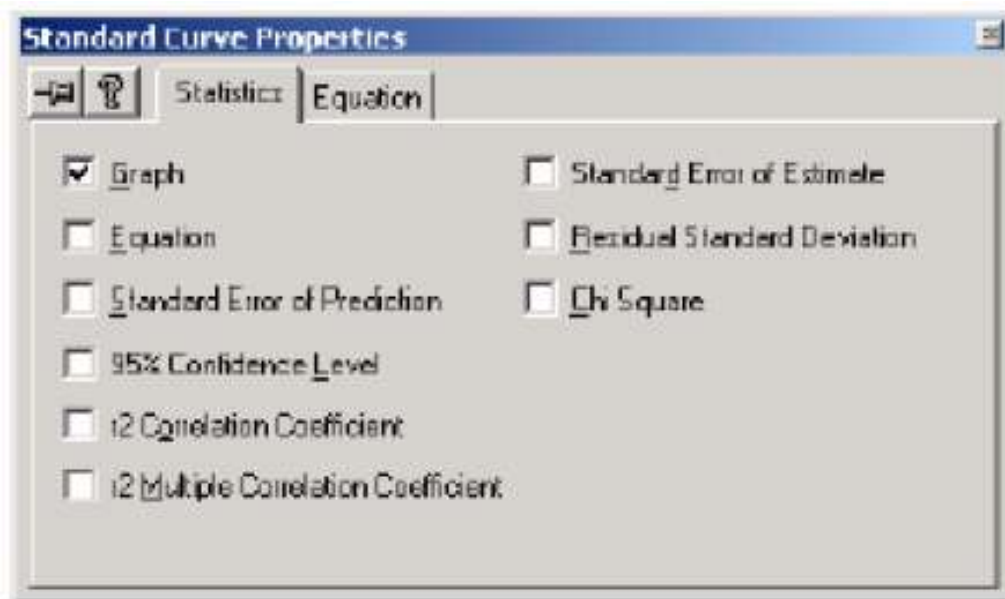 Standard Curve Properties
Statistics Equation
Graph
Equation
Standard Error of Prediction
95% Confidence Level
r2 Correlation Coefficient
r2 Multiple Correlation Coefficient
Standard Error of Estimate
Residual Standard Deviation
Chi Square